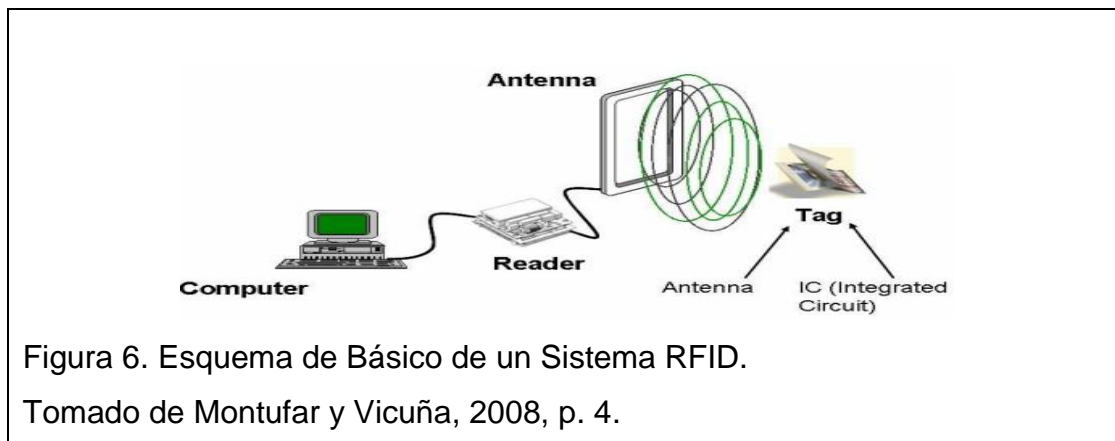 Antenna
Tag
Reader
Computer
Antenna
IC (Integrated
Circuit)
Figura 6. Esquema de Básico de un Sistema RFID.
Tomado de Montufar y Vicuña, 2008, p. 4.